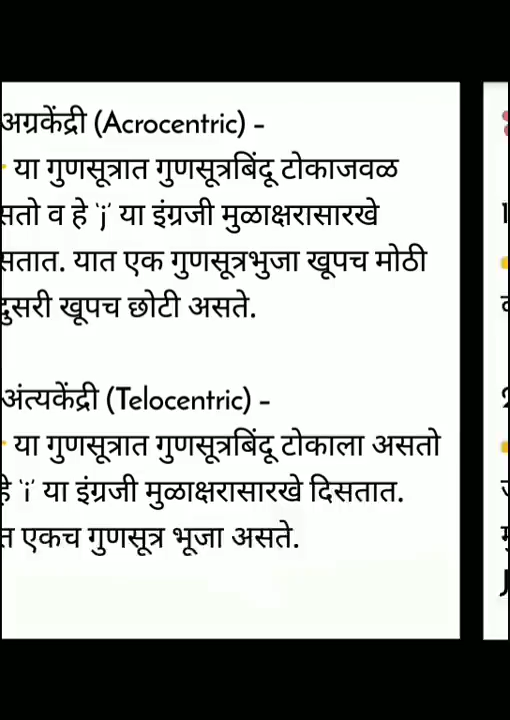 अग्रकेंद्री (Acrocentric) -
या गुणसूत्रात गुणसूत्रबिंदू टोकाजवळ
सतो व हे 'j' या इंग्रजी मुळाक्षरासारखे
सतात. यात एक गुणसूत्रभुजा खूपच मोठी
दुसरी खूपच छोटी असते.
अंत्यकेंद्री (Telocentric) -
या गुणसूत्रात गुणसूत्रबिंदू टोकाला असतो
हे 'i' या इंग्रजी मुळाक्षरासारखे दिसतात.
त एकच गुणसूत्र भूजा असते.